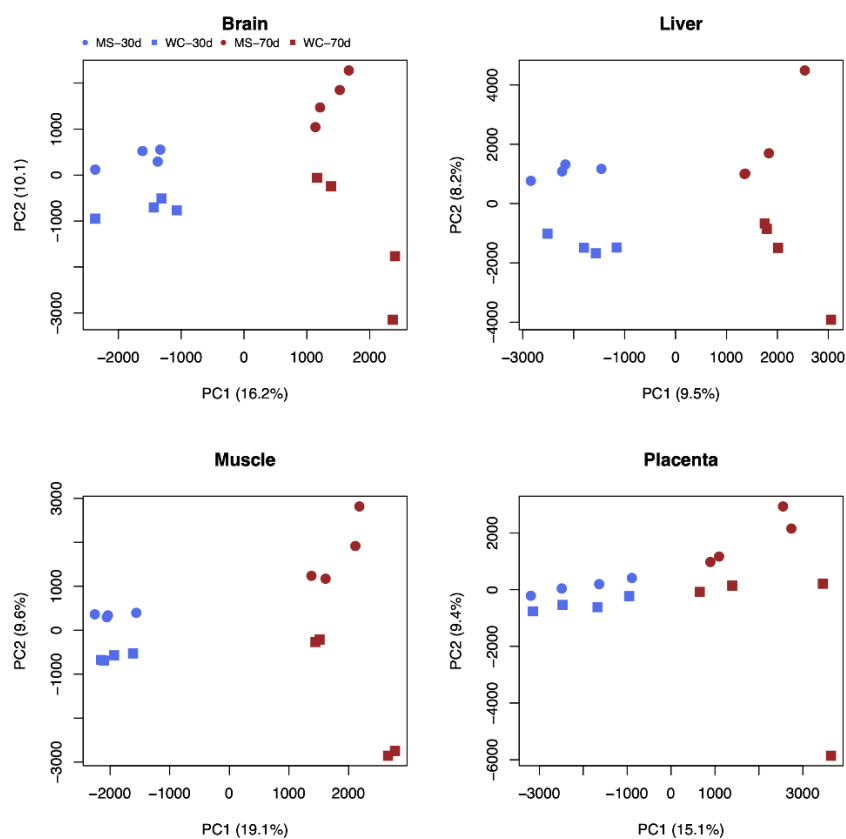 Brain
MS−30d WC−30d MS−70d WC−70d
PC2 (10.1)
1000
0
−1000
−3000
−2000 −1000 0 1000 2000
PC1 (16.2%)
Liver
PC2 (8.2%)
4000
2000
0
−2000
−4000
−3000 −1000 0 1000 2000 3000
PC1 (9.5%)
Muscle
PC2 (9.6%)
3000
1000
0
−1000
−3000
−2000 −1000 0 1000 2000
PC1 (19.1%)
Placenta
PC2 (9.4%)
2000
0
−2000
−4000
−6000
−3000 −1000 0 1000 3000
PC1 (15.1%)